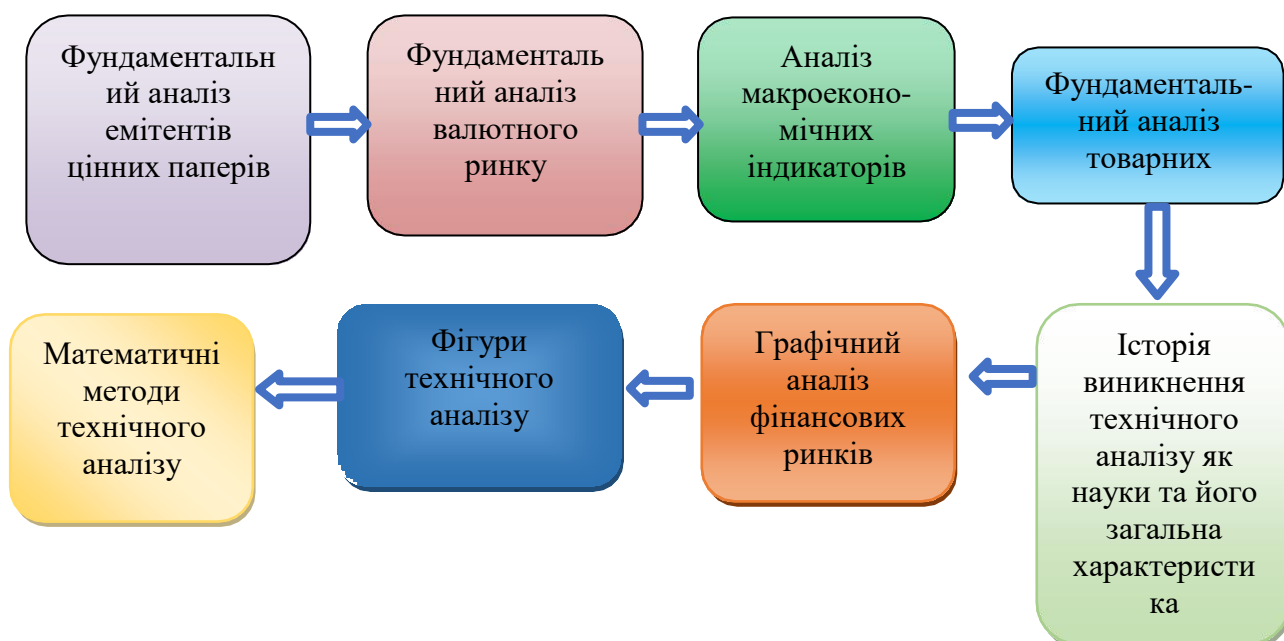 Фундаментальн
ий аналіз
емітентів
цінних паперів
Фундаменталь
ний аналіз
валютного
ринку
Аналіз
макроеконо-
мічних
індикаторів
Фундаменталь-
ний аналіз
товарних
Історія
виникнення
технічного
аналізу як
науки та його
загальна
характеристи
ка
Графічний
аналіз
фінансових
ринків
Фігури
технічного
аналізу
Математичні
методи
технічного
аналізу